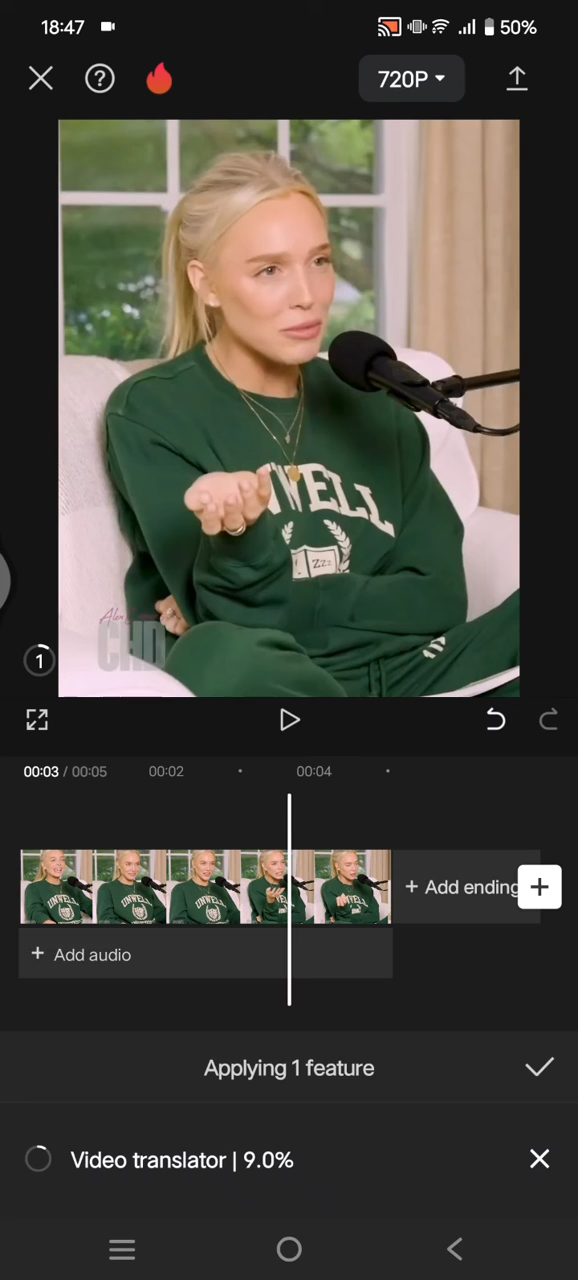 18:47
50%
720P
UNWELL
Zzz
CHD
1
00:03 / 00:05
00:02
00:04
+ Add ending
+
+ Add audio
Applying 1 feature
Video translator | 9.0%